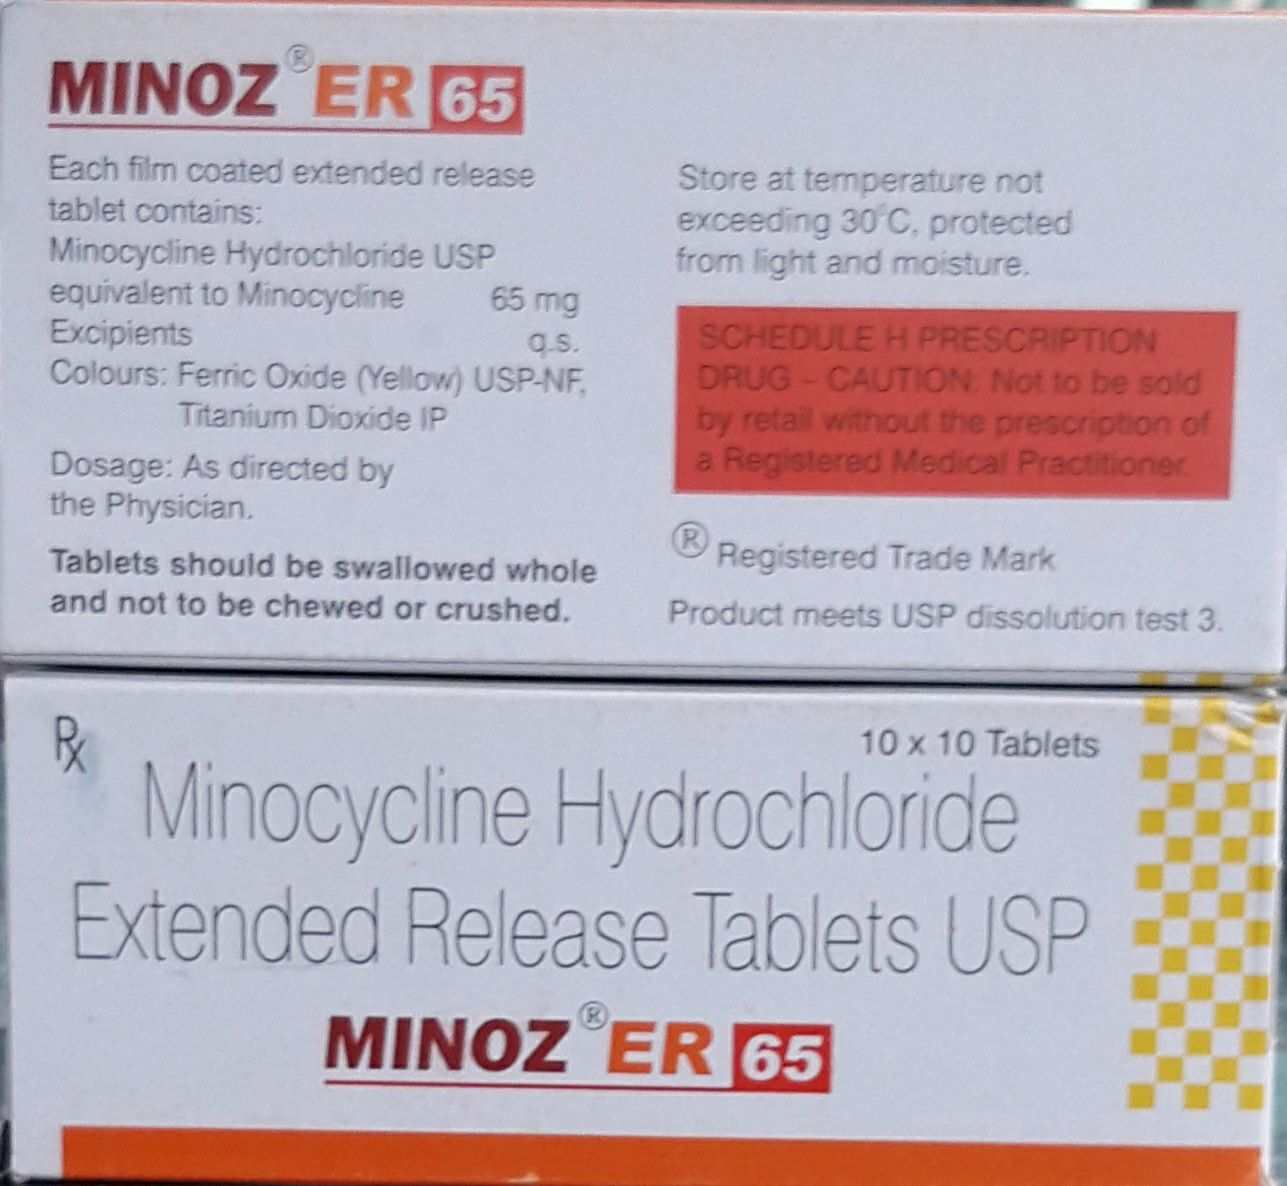 MINOZ® ER 65
Each film coated extended release
tablet contains:
Minocycline Hydrochloride USP
equivalent to Minocycline 65 mg
Excipients q.s.
Colours: Ferric Oxide (Yellow) USP-NF,
Titanium Dioxide IP
Dosage: As directed by
the Physician.
Tablets should be swallowed whole
and not to be chewed or crushed.
Store at temperature not
exceeding 30°C, protected
from light and moisture.
SCHEDULE H PRESCRIPTION
DRUG - CAUTION: Not to be sold
by retail without the prescription of
a Registered Medical Practitioner.
® Registered Trade Mark
Product meets USP dissolution test 3.
Rx
10 x 10 Tablets
Minocycline Hydrochloride
Extended Release Tablets USP
MINOZ® ER 65